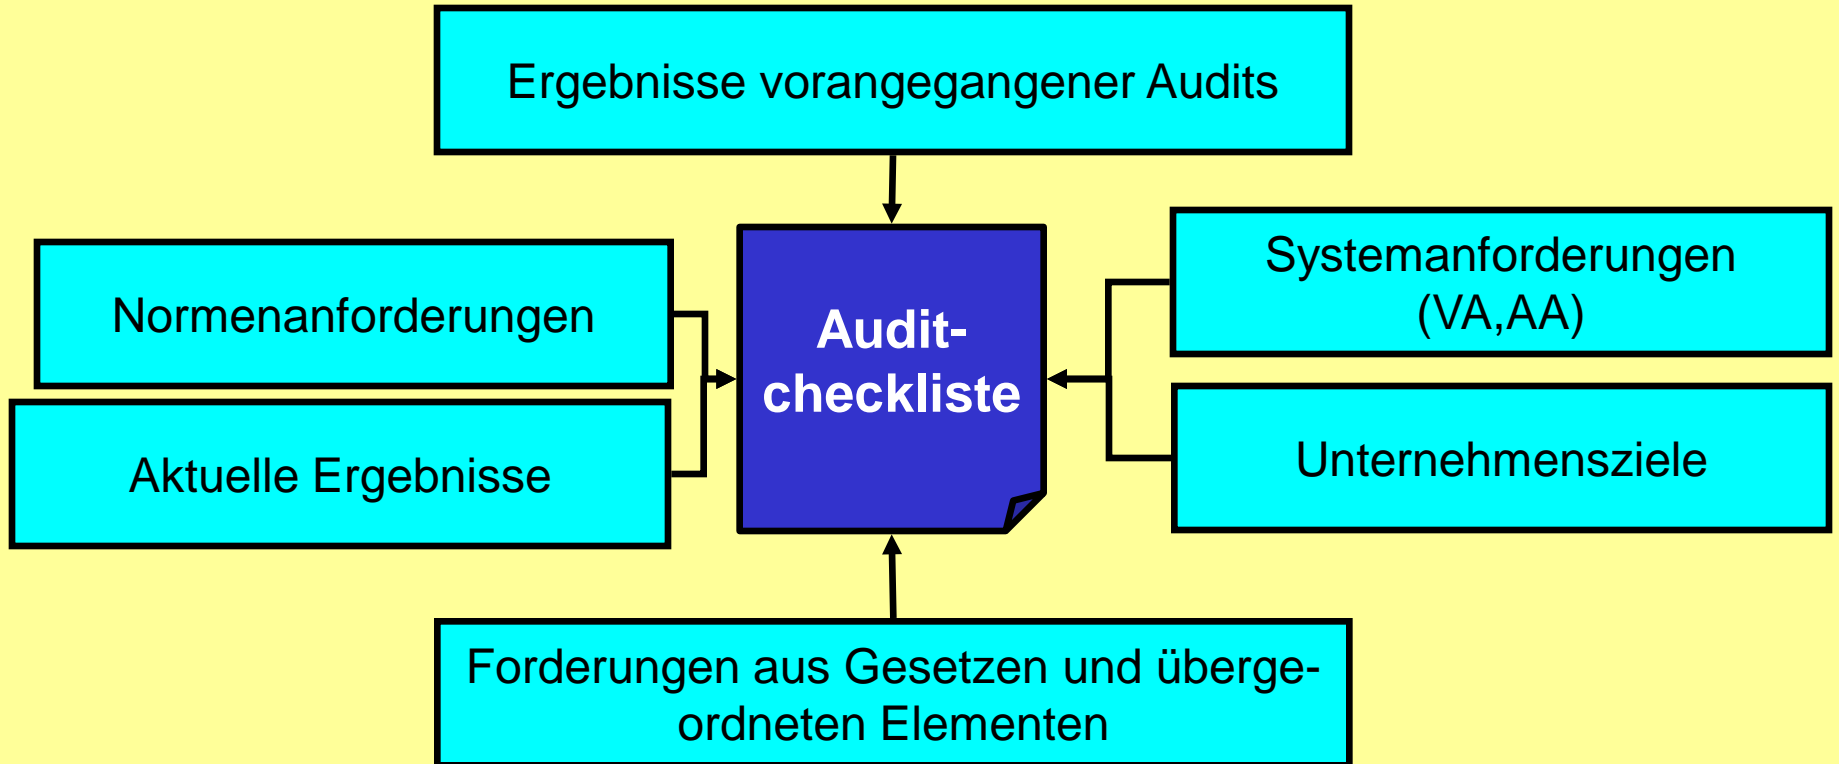 Ergebnisse vorangegangener Audits
Normenanforderungen
Aktuelle Ergebnisse
Audit-
checkliste
Systemanforderungen
(VA,AA)
Unternehmensziele
Forderungen aus Gesetzen und überge-
ordneten Elementen